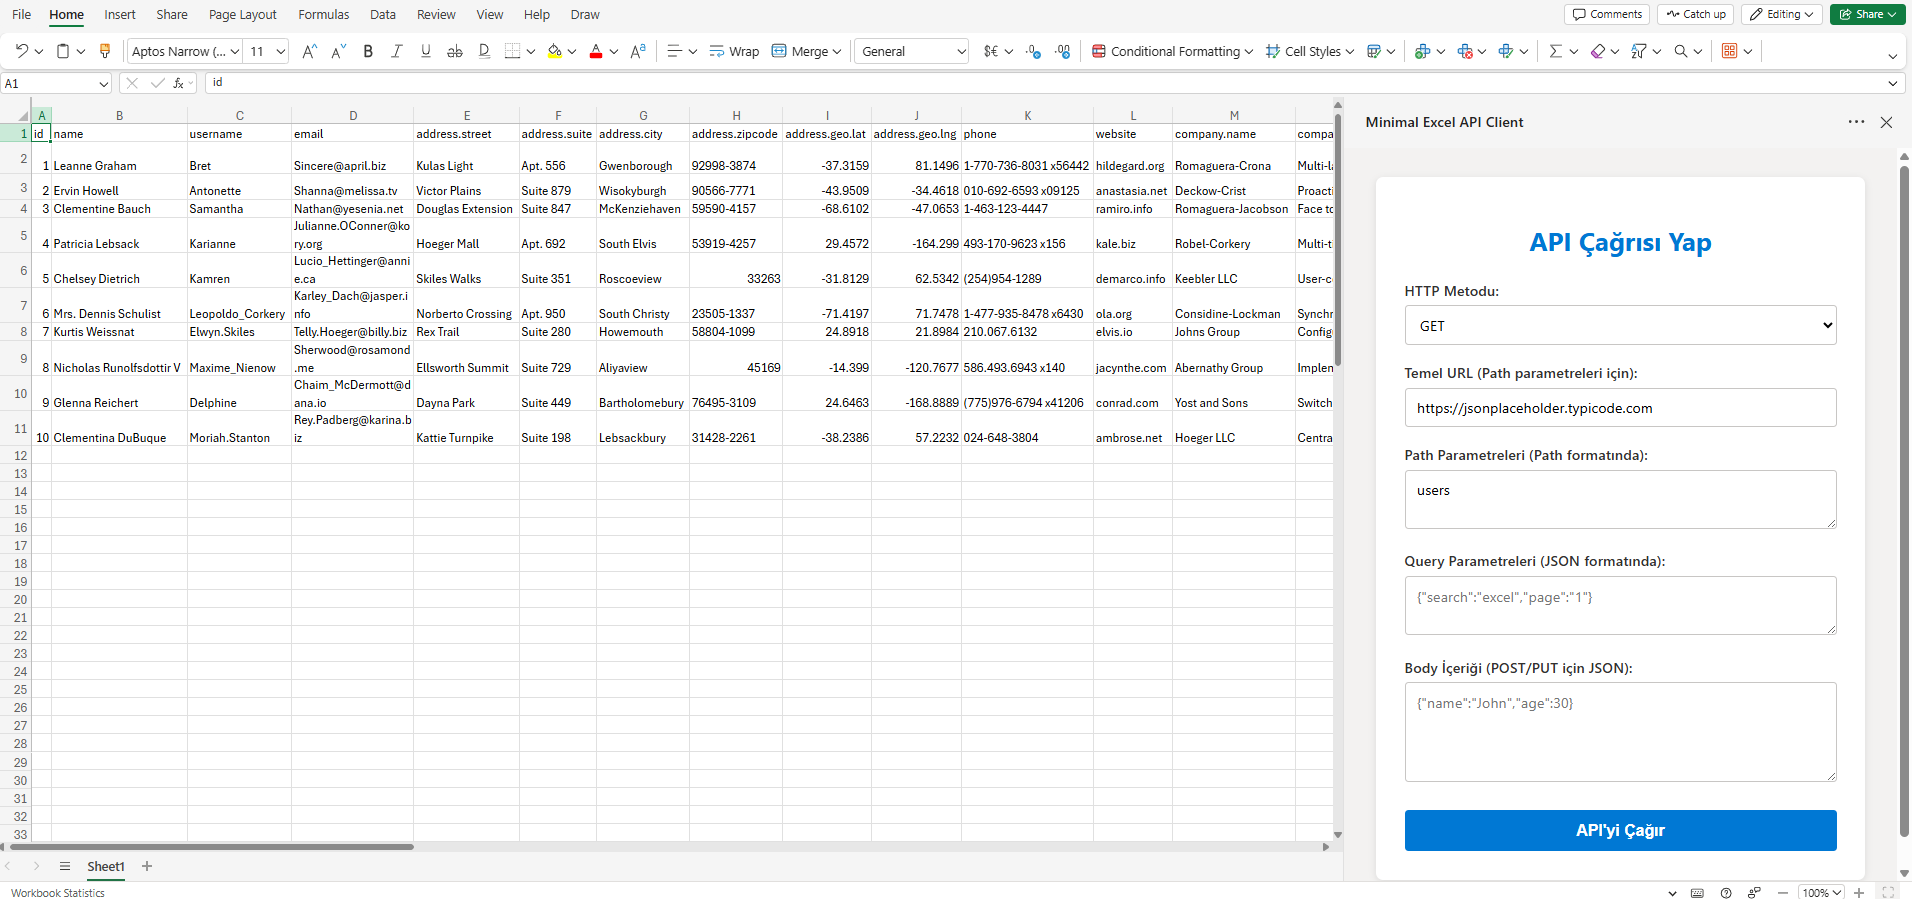 File Home Insert Share Page Layout Formulas Data Review View Help Draw Comments Catch up Editing Share
Aptos Narrow (... 11 B I U ab D Wrap Merge General $€ Conditional Formatting Cell Styles
A1 fx id
A B C D E F G H I J K L M
1 id name username email address.street address.suite address.city address.zipcode address.geo.lat address.geo.lng phone website company.name compa
2 1 Leanne Graham Bret Sincere@april.biz Kulas Light Apt. 556 Gwenborough 92998-3874 -37.3159 81.1496 1-770-736-8031 x56442 hildegard.org Romaguera-Crona Multi-la
3 2 Ervin Howell Antonette Shanna@melissa.tv Victor Plains Suite 879 Wisokyburgh 90566-7771 -43.9509 -34.4618 010-692-6593 x09125 anastasia.net Deckow-Crist Proacti
4 3 Clementine Bauch Samantha Nathan@yesenia.net Douglas Extension Suite 847 McKenziehaven 59590-4157 -68.6102 -47.0653 1-463-123-4447 ramiro.info Romaguera-Jacobson Face to
Julianne.OConner@ko
5 4 Patricia Lebsack Karianne ry.org Hoeger Mall Apt. 692 South Elvis 53919-4257 29.4572 -164.299 493-170-9623 x156 kale.biz Robel-Corkery Multi-t
Lucio_Hettinger@anni
6 5 Chelsey Dietrich Kamren e.ca Skiles Walks Suite 351 Roscoeview 33263 -31.8129 62.5342 (254)954-1289 demarco.info Keebler LLC User-c
Karley_Dach@jasper.i
7 6 Mrs. Dennis Schulist Leopoldo_Corkery nfo Norberto Crossing Apt. 950 South Christy 23505-1337 -71.4197 71.7478 1-477-935-8478 x6430 ola.org Considine-Lockman Synchr
8 7 Kurtis Weissnat Elwyn.Skiles Telly.Hoeger@billy.biz Rex Trail Suite 280 Howemouth 58804-1099 24.8918 21.8984 210.067.6132 elvis.io Johns Group Config
Sherwood@rosamond
9 8 Nicholas Runolfsdottir V Maxime_Nienow .me Ellsworth Summit Suite 729 Aliyaview 45169 -14.399 -120.7677 586.493.6943 x140 jacynthe.com Abernathy Group Implen
Chaim_McDermott@d
10 9 Glenna Reichert Delphine ana.io Dayna Park Suite 449 Bartholomebury 76495-3109 24.6463 -168.8889 (775)976-6794 x41206 conrad.com Yost and Sons Switch
Rey.Padberg@karina.b
11 10 Clementina DuBuque Moriah.Stanton iz Kattie Turnpike Suite 198 Lebsackbury 31428-2261 -38.2386 57.2232 024-648-3804 ambrose.net Hoeger LLC Centra
12
13
14
15
16
17
18
19
20
21
22
23
24
25
26
27
28
29
30
31
32
33
Sheet1
Workbook Statistics
100%
Minimal Excel API Client
API Çağrısı Yap
HTTP Metodu:
GET
Temel URL (Path parametreleri için):
https://jsonplaceholder.typicode.com
Path Parametreleri (Path formatında):
users
Query Parametreleri (JSON formatında):
{"search":"excel","page":"1"}
Body İçeriği (POST/PUT için JSON):
{"name":"John","age":30}
API'yi Çağır